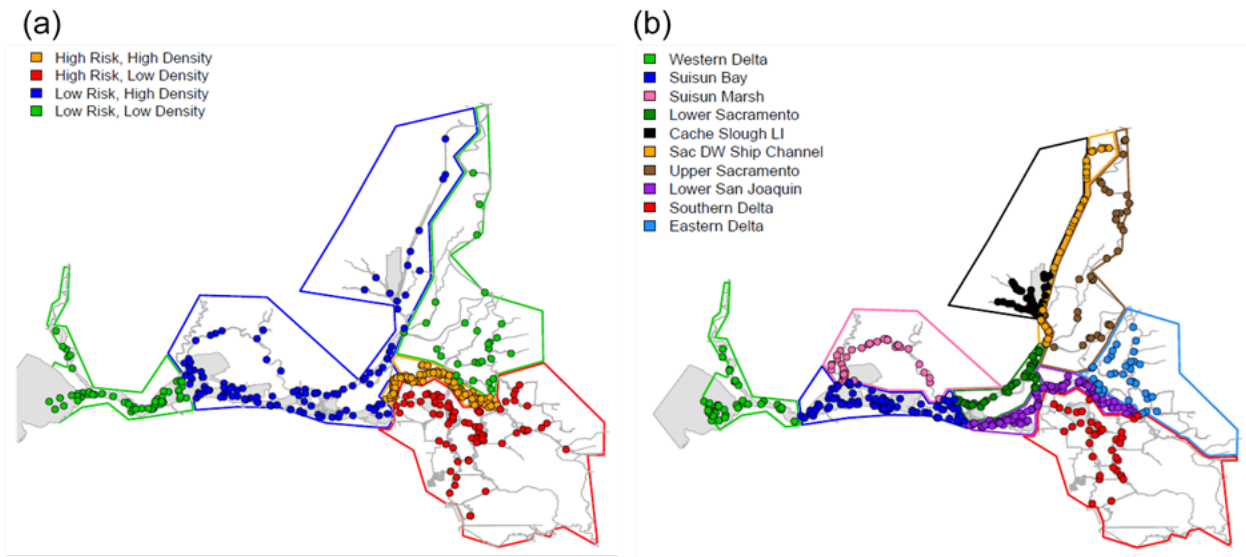 (a)
High Risk, High Density
High Risk, Low Density
Low Risk, High Density
Low Risk, Low Density
(b)
Western Delta
Suisun Bay
Suisun Marsh
Lower Sacramento
Cache Slough LI
Sac DW Ship Channel
Upper Sacramento
Lower San Joaquin
Southern Delta
Eastern Delta